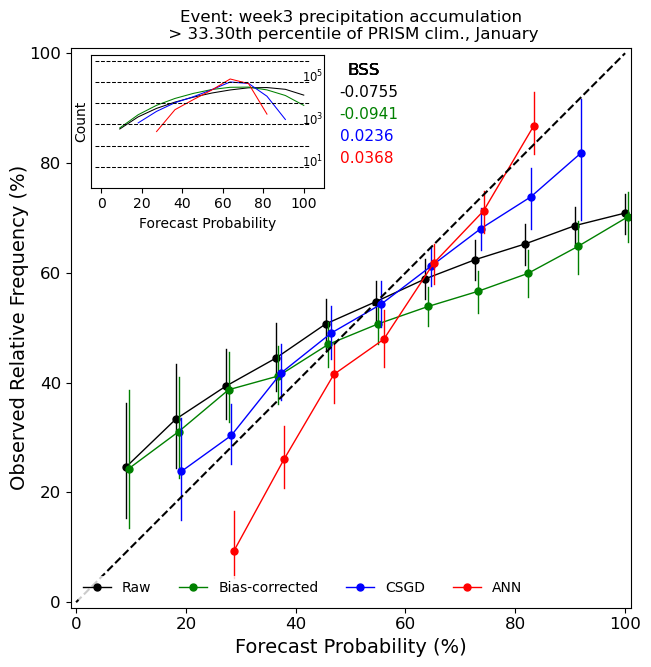 Event: week3 precipitation accumulation
> 33.30th percentile of PRISM clim., January
BSS
-0.0755
-0.0941
0.0236
0.0368
Count
10^5
10^3
10^1
0 20 40 60 80 100
Forecast Probability
Observed Relative Frequency (%)
100
80
60
40
20
0
Raw Bias-corrected CSGD ANN
0 20 40 60 80 100
Forecast Probability (%)